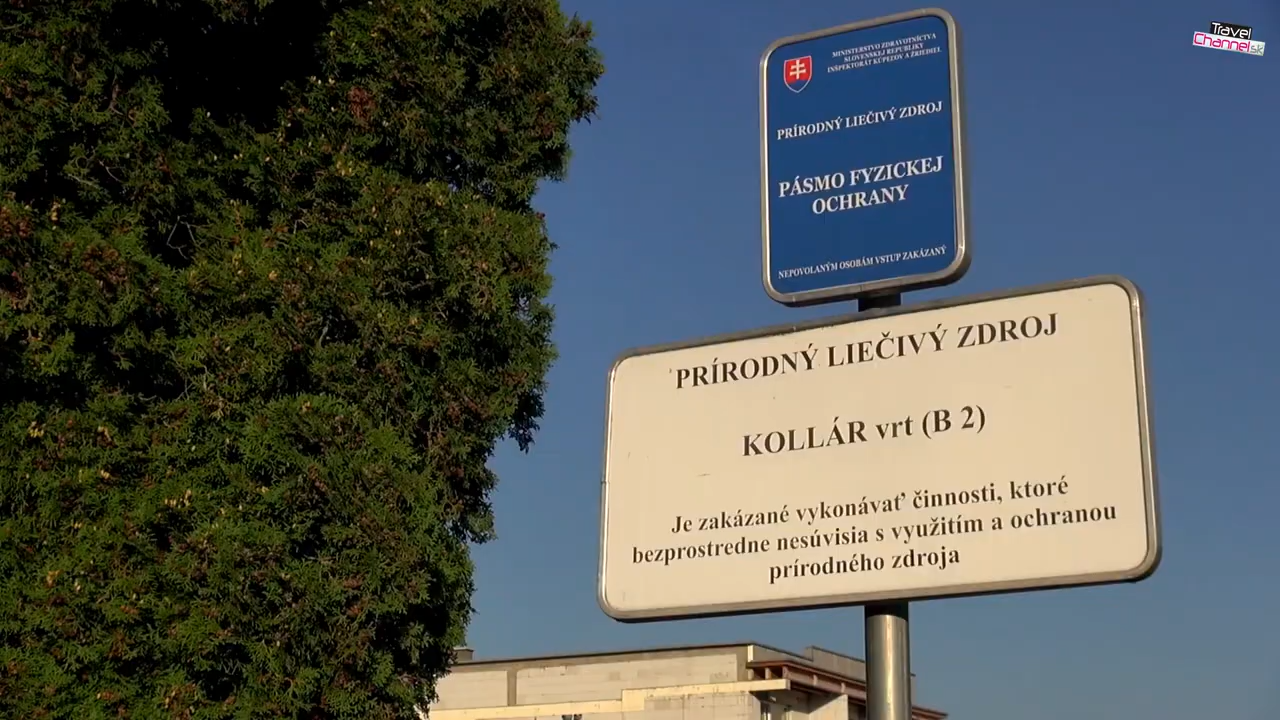 Travel
Channel.sk
MINISTERSTVO ZDRAVOTNÍCTVA
SLOVENSKEJ REPUBLIKY
INŠPEKTORÁT KÚPEĽOV A ŽRIEDIEL
PRÍRODNÝ LIEČIVÝ ZDROJ
PÁSMO FYZICKEJ
OCHRANY
NEPOVOLANÝM OSOBÁM VSTUP ZAKÁZANÝ
PRÍRODNÝ LIEČIVÝ ZDROJ
KOLLÁR vrt (B 2)
Je zakázané vykonávať činnosti, ktoré
bezprostredne nesúvisia s využitím a ochranou
prírodného zdroja